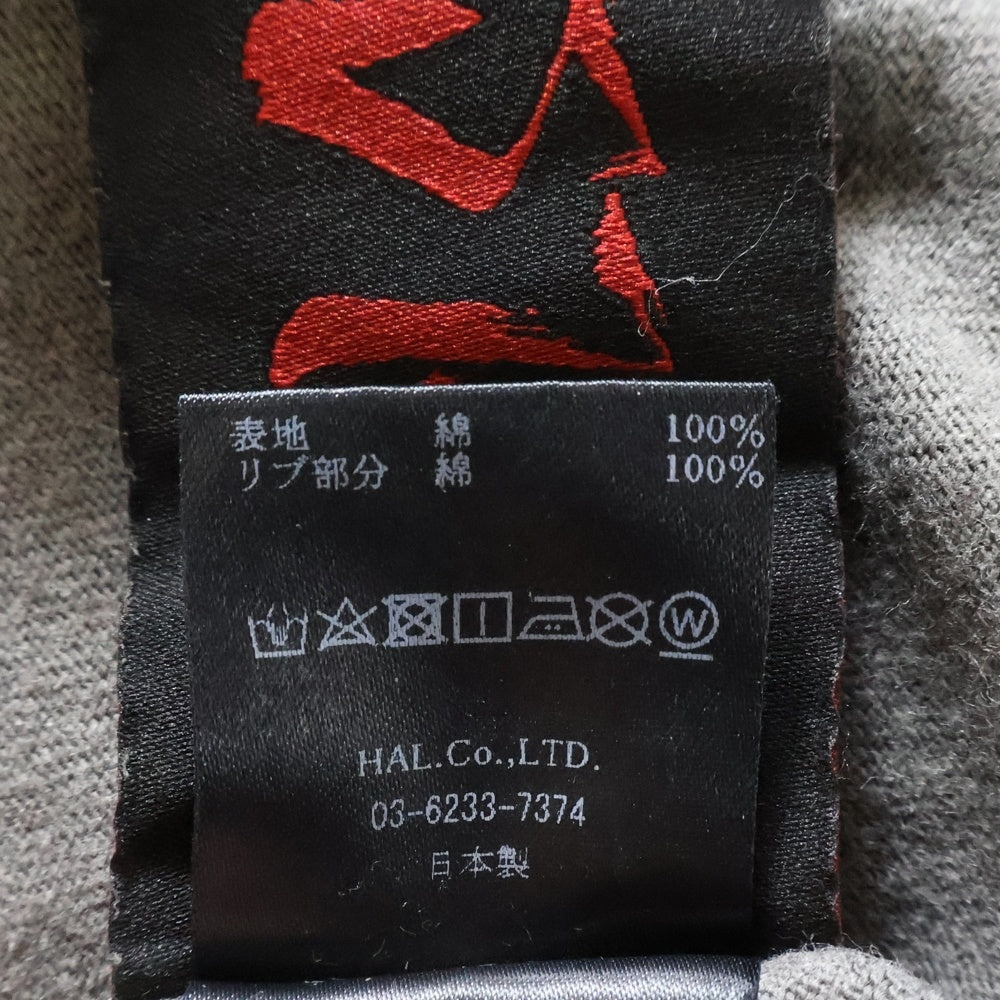 表地 綿 100%
リブ部分 綿 100%
W
HAL.Co.,LTD.
03-6233-7374
日本製